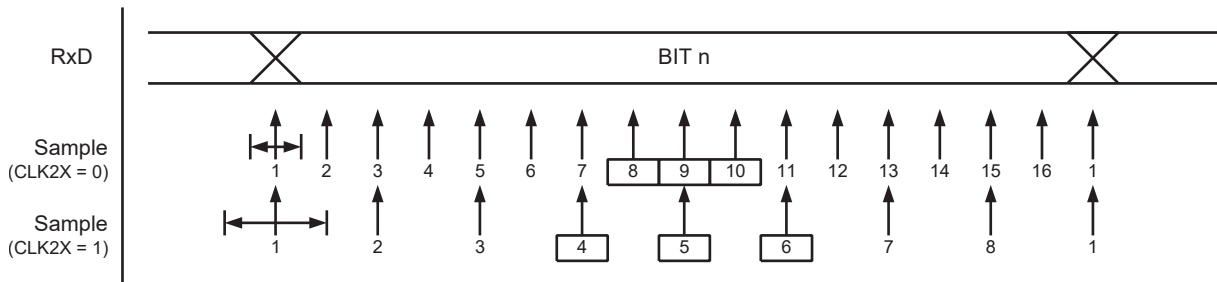 RxD BIT n
Sample
(CLK2X = 0)
1 2 3 4 5 6 7 8 9 10 11 12 13 14 15 16 1
Sample
(CLK2X = 1)
1 2 3 4 5 6 7 8 1